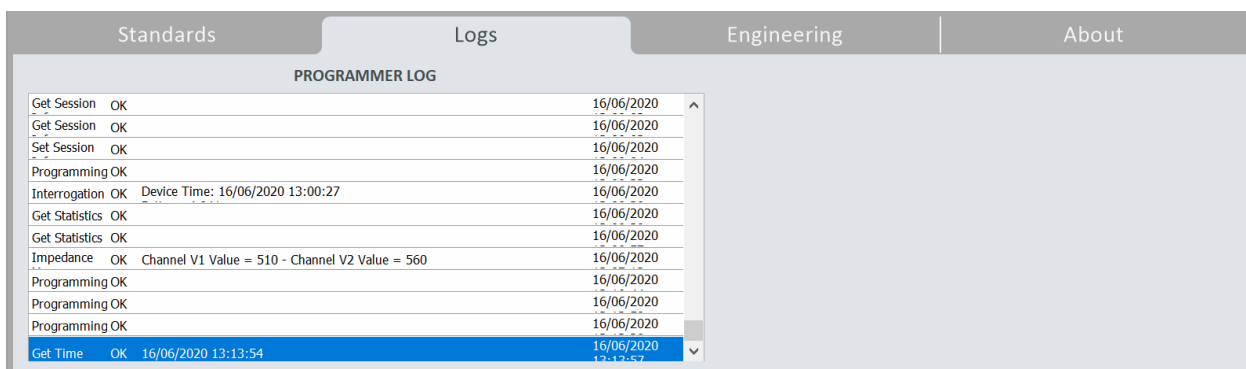 Standards Logs Engineering About
PROGRAMMER LOG
Get Session OK 16/06/2020
Get Session OK 16/06/2020
Set Session OK 16/06/2020
Programming OK 16/06/2020
Interrogation OK Device Time: 16/06/2020 13:00:27 16/06/2020
Get Statistics OK 16/06/2020
Get Statistics OK 16/06/2020
Impedance OK Channel V1 Value = 510 - Channel V2 Value = 560 16/06/2020
Programming OK 16/06/2020
Programming OK 16/06/2020
Programming OK 16/06/2020
Get Time OK 16/06/2020 13:13:54 16/06/2020
13:13:57